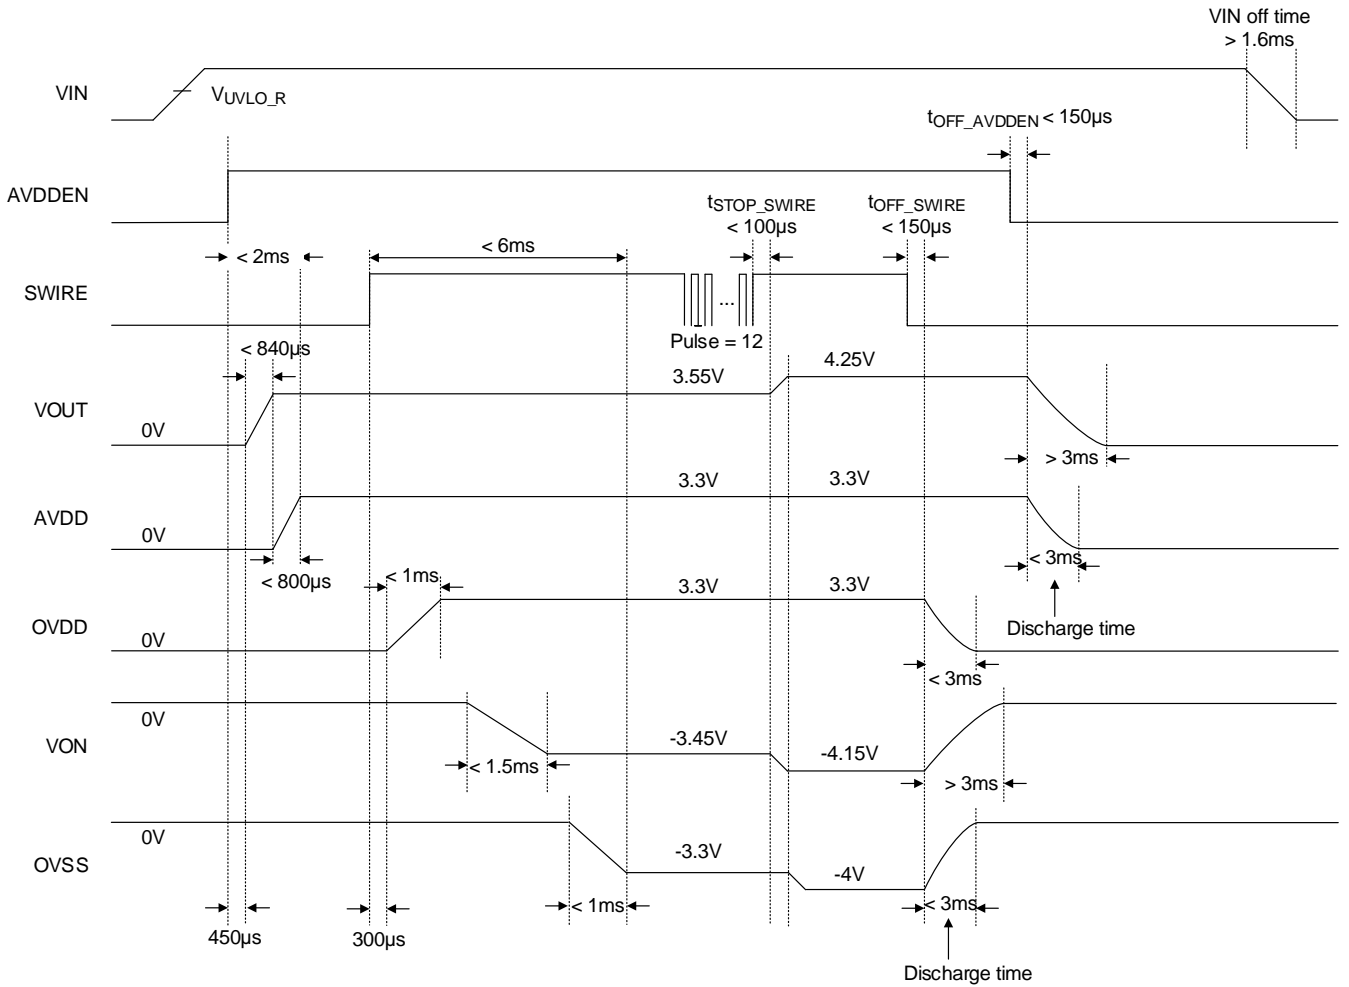 VIN off time
> 1.6ms
VIN
VUVLO_R
tOFF_AVDDEN < 150µs
AVDDEN
tSTOP_SWIRE
< 100µs
tOFF_SWIRE
< 150µs
< 2ms
< 6ms
SWIRE
...
Pulse = 12
< 840µs
3.55V
4.25V
VOUT
0V
> 3ms
3.3V
3.3V
AVDD
0V
< 800µs
< 1ms
< 3ms
3.3V
3.3V
OVDD
0V
Discharge time
< 3ms
0V
VON
-3.45V
-4.15V
< 1.5ms
> 3ms
0V
OVSS
-3.3V
-4V
< 1ms
< 3ms
450µs
300µs
Discharge time